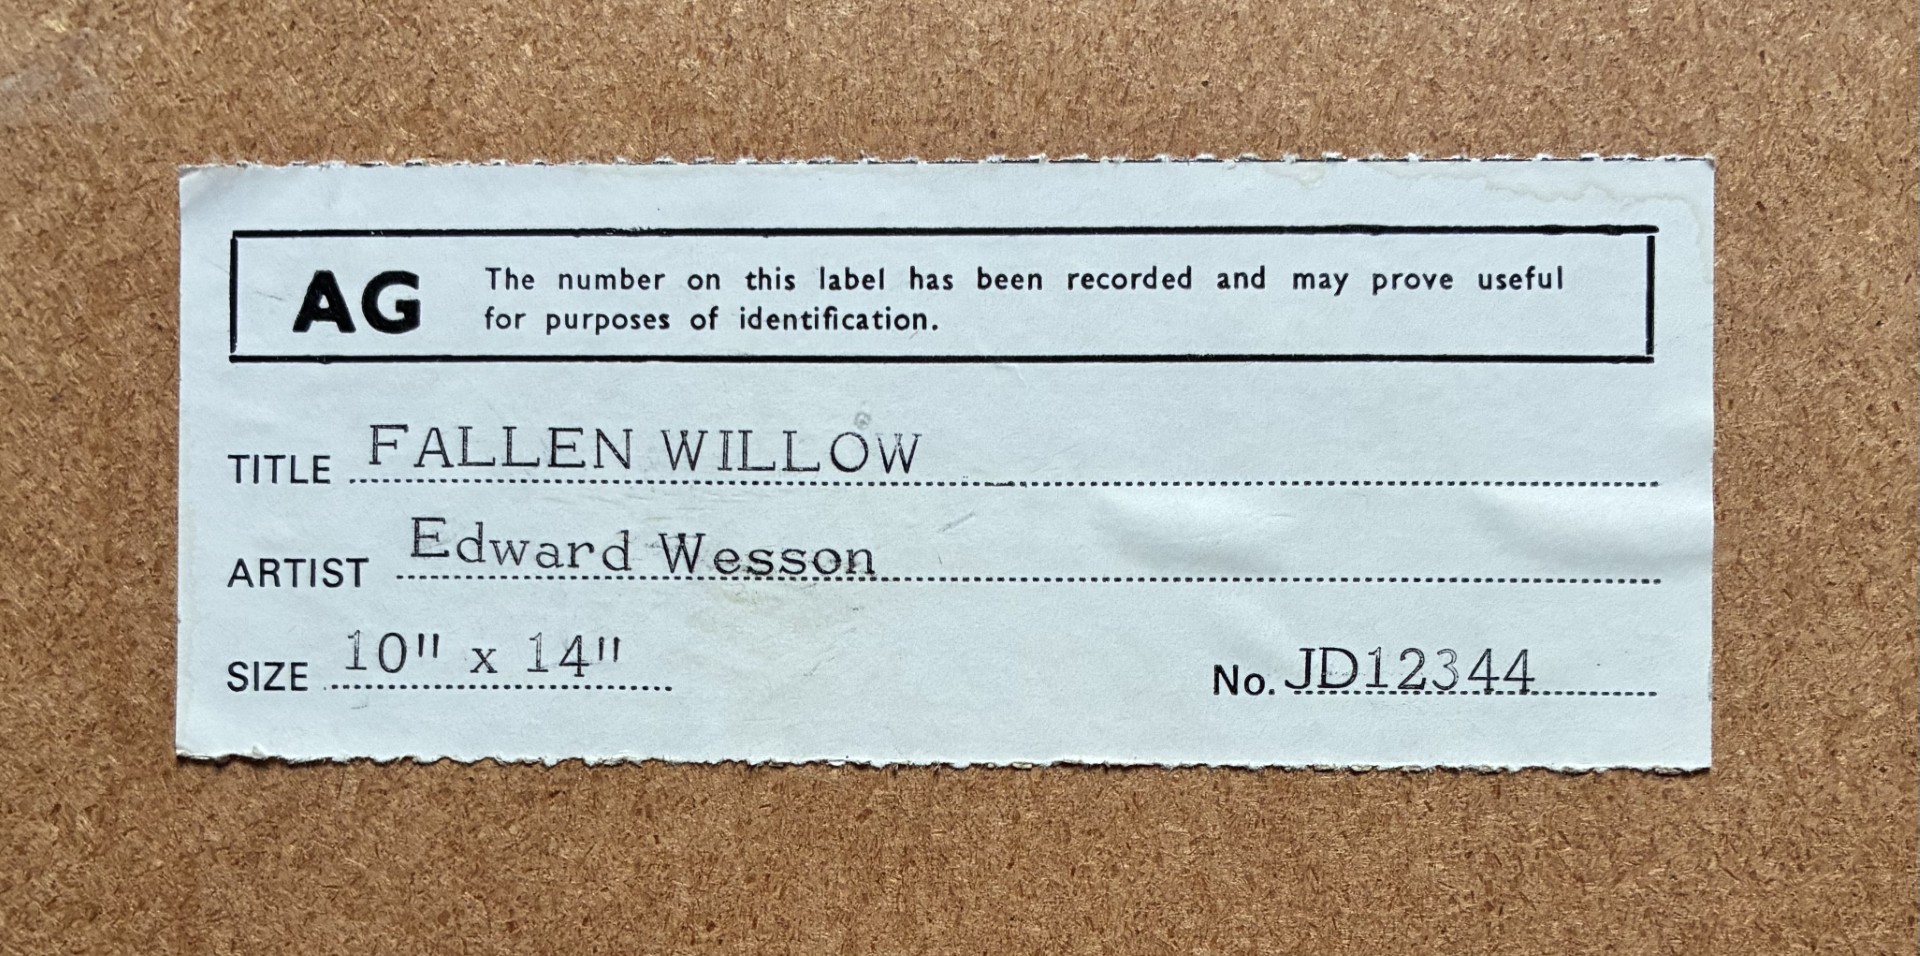 AG The number on this label has been recorded and may prove useful
for purposes of identification.
TITLE FALLEN WILLOW
ARTIST Edward Wesson
SIZE 10" x 14" No. JD12344